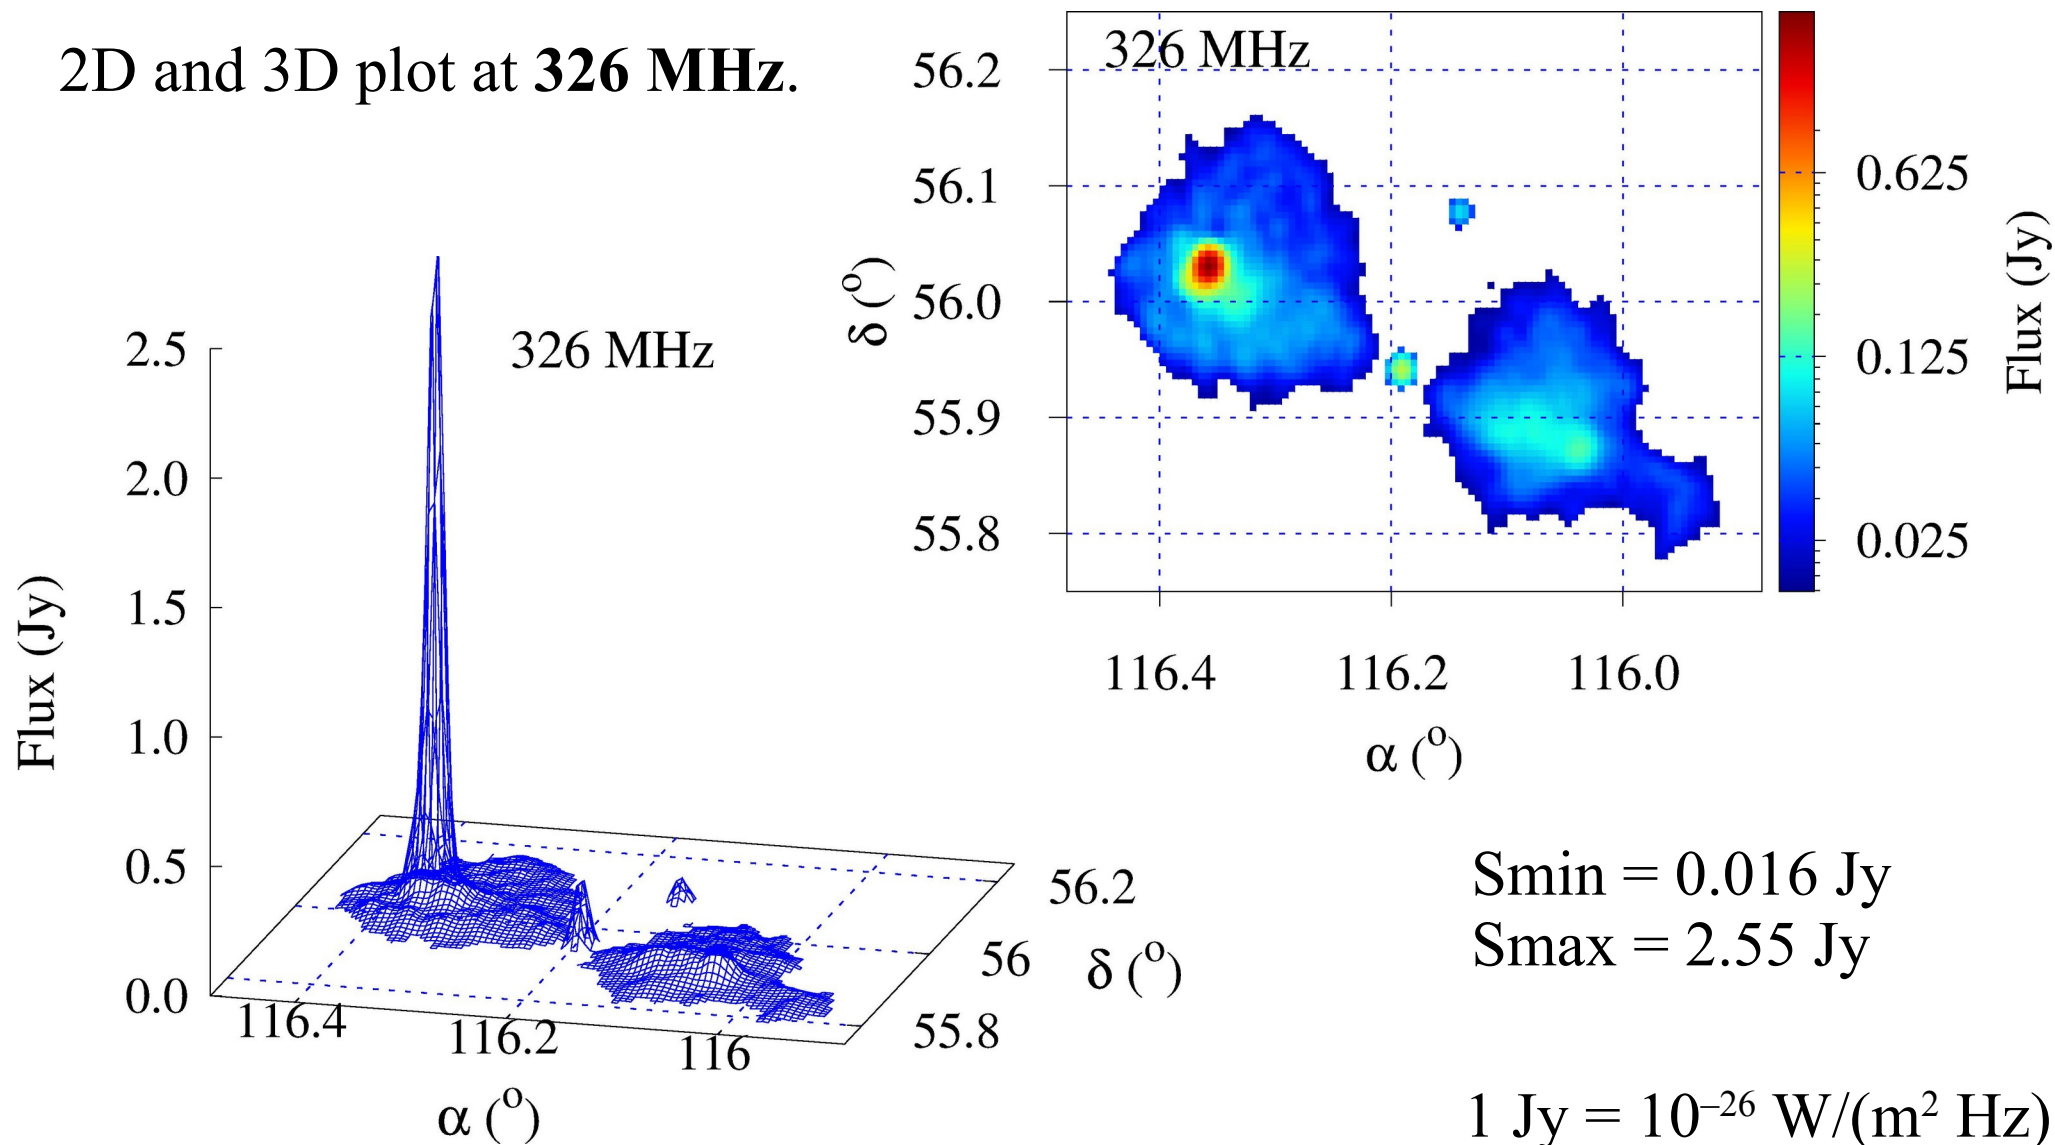 2D and 3D plot at 326 MHz.
326 MHz
56.2
56.1
56.0
55.9
55.8
δ (º)
116.4 116.2 116.0
α (º)
0.625
0.125
0.025
Flux (Jy)
326 MHz
2.5
2.0
1.5
1.0
0.5
0.0
Flux (Jy)
116.4 116.2 116
α (º)
56.2
56
55.8
δ (º)
Smin = 0.016 Jy
Smax = 2.55 Jy
1 Jy = 10⁻²⁶ W/(m² Hz)